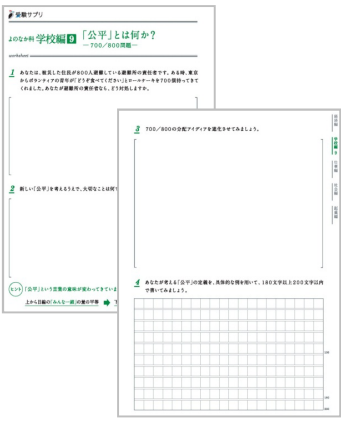 受験サプリ
よのなか科 学校編 9 「公平」とは何か?
―700/800問題―
worksheet
1 あなたは、被災した住民が800人避難している避難所の責任者です。ある時、東京
からボランティアの青年が「どうぞ食べてください」とロールケーキを700個持ってきて
くれました。あなたが避難所の責任者なら、どう対処しますか。
2 新しい「公平」を考えるうえで、大切なことは何
ヒント 「公平」という言葉の意味が変わってきていま
上から目線の「みんな一緒」の意の平等
3 700/800の分配アイディアを進化させてみましょう。
学校編 9
4 あなたが考える「公平」の定義を、具体的な例を用いて、180文字以上200文字以内
で書いてみましょう。
100
180
200